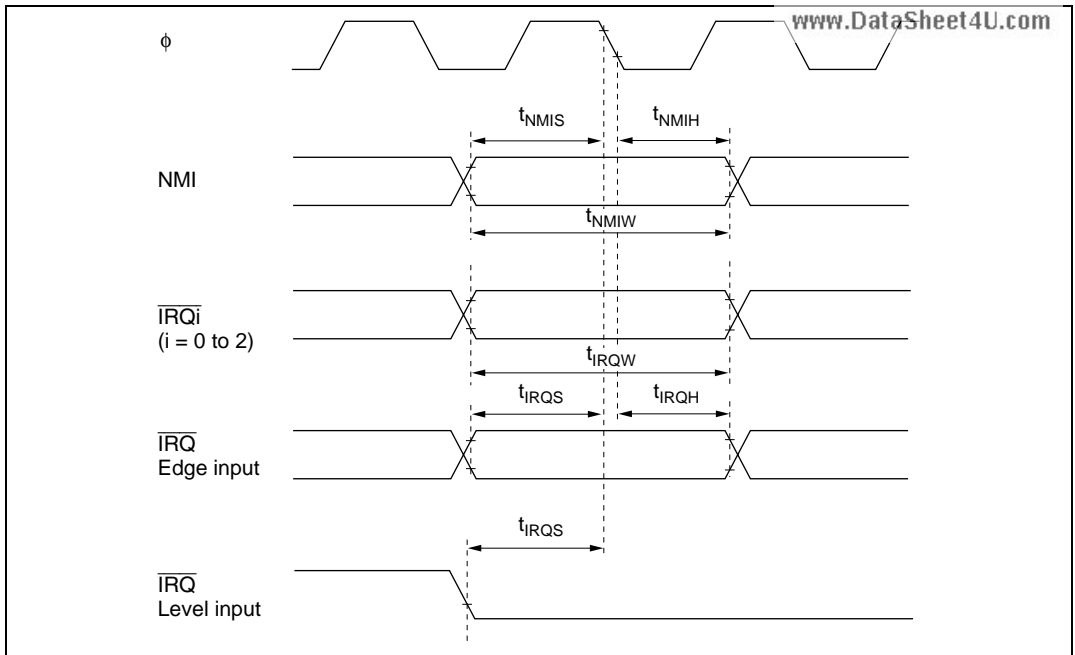 www.DataSheet4U.com
φ
tNMIS
tNMIH
NMI
tNMIW
IRQi
(i = 0 to 2)
tIRQW
tIRQS
tIRQH
IRQ
Edge input
tIRQS
IRQ
Level input